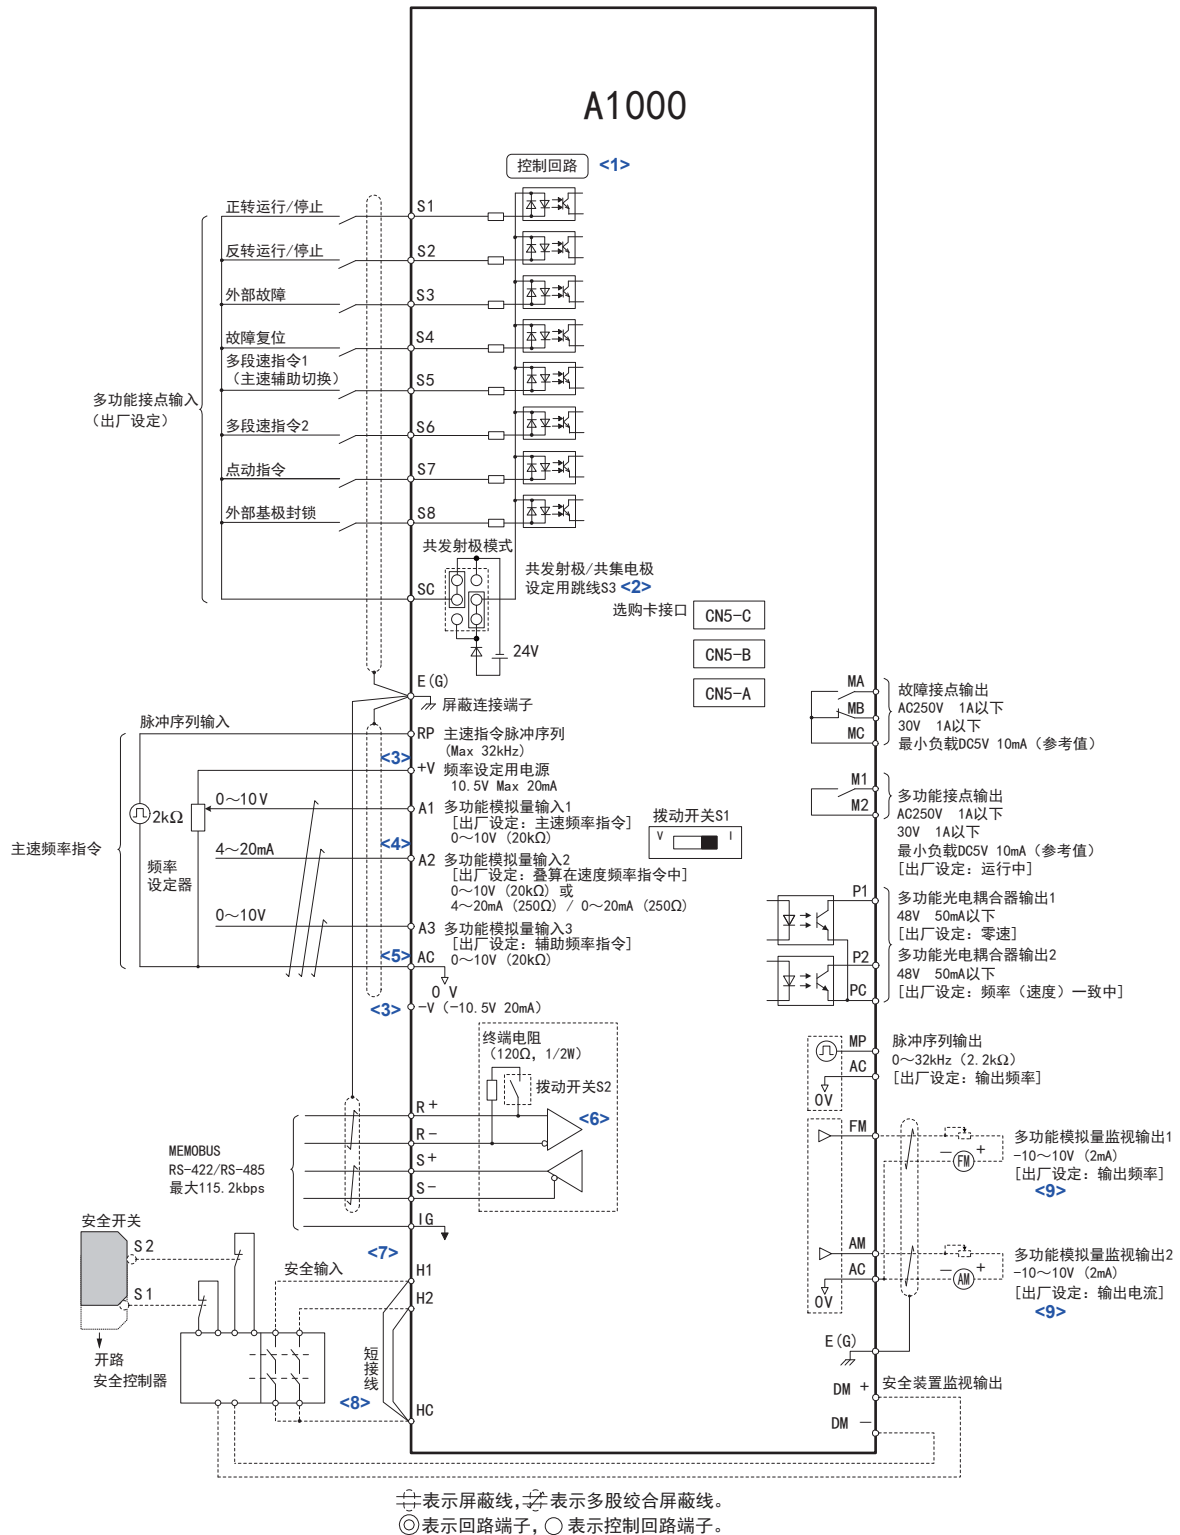 A1000
控制回路 <1>
正转运行/停止
S1
反转运行/停止
S2
外部故障
S3
故障复位
S4
多段速指令1
（主速辅助切换）
S5
多功能接点输入
（出厂设定）
多段速指令2
S6
点动指令
S7
外部基极封锁
S8
共发射极模式
SC
共发射极/共集电极
设定用跳线S3 <2>
24V
选购卡接口
CN5-C
CN5-B
CN5-A
E(G)
屏蔽连接端子
脉冲序列输入
RP 主速指令脉冲序列
(Max 32kHz)
<3>
+V 频率设定用电源
10.5V Max 20mA
0～10V
A1 多功能模拟量输入1
[出厂设定：主速频率指令]
0～10V (20kΩ)
2kΩ
主速频率指令
频率
设定器
<4>
4～20mA
A2 多功能模拟量输入2
[出厂设定：叠算在速度频率指令中]
0～10V (20kΩ) 或
4～20mA (250Ω) / 0～20mA (250Ω)
拨动开关S1
V I
0～10V
A3 多功能模拟量输入3
[出厂设定：辅助频率指令]
0～10V (20kΩ)
<5> AC
0 V
<3> -V (-10.5V 20mA)
终端电阻
(120Ω, 1/2W)
拨动开关S2
<6>
R+
R-
S+
S-
IG
MEMOBUS
RS-422/RS-485
最大115.2kbps
安全开关
S2
S1
开路
安全控制器
<7>
安全输入
H1
H2
短接线
<8>
HC
MA
MB
MC
故障接点输出
AC250V 1A以下
30V 1A以下
最小负载DC5V 10mA（参考值）
M1
M2
多功能接点输出
AC250V 1A以下
30V 1A以下
最小负载DC5V 10mA（参考值）
[出厂设定：运行中]
P1
多功能光电耦合器输出1
48V 50mA以下
[出厂设定：零速]
P2
PC
多功能光电耦合器输出2
48V 50mA以下
[出厂设定：频率（速度）一致中]
MP
AC
0V
脉冲序列输出
0～32kHz (2.2kΩ)
[出厂设定：输出频率]
FM
- FM +
多功能模拟量监视输出1
-10～10V (2mA)
[出厂设定：输出频率]
<9>
AM
AC
0V
- AM +
多功能模拟量监视输出2
-10～10V (2mA)
[出厂设定：输出电流]
<9>
E(G)
DM +
安全装置监视输出
DM -
表示屏蔽线，表示多股绞合屏蔽线。
表示回路端子，表示控制回路端子。